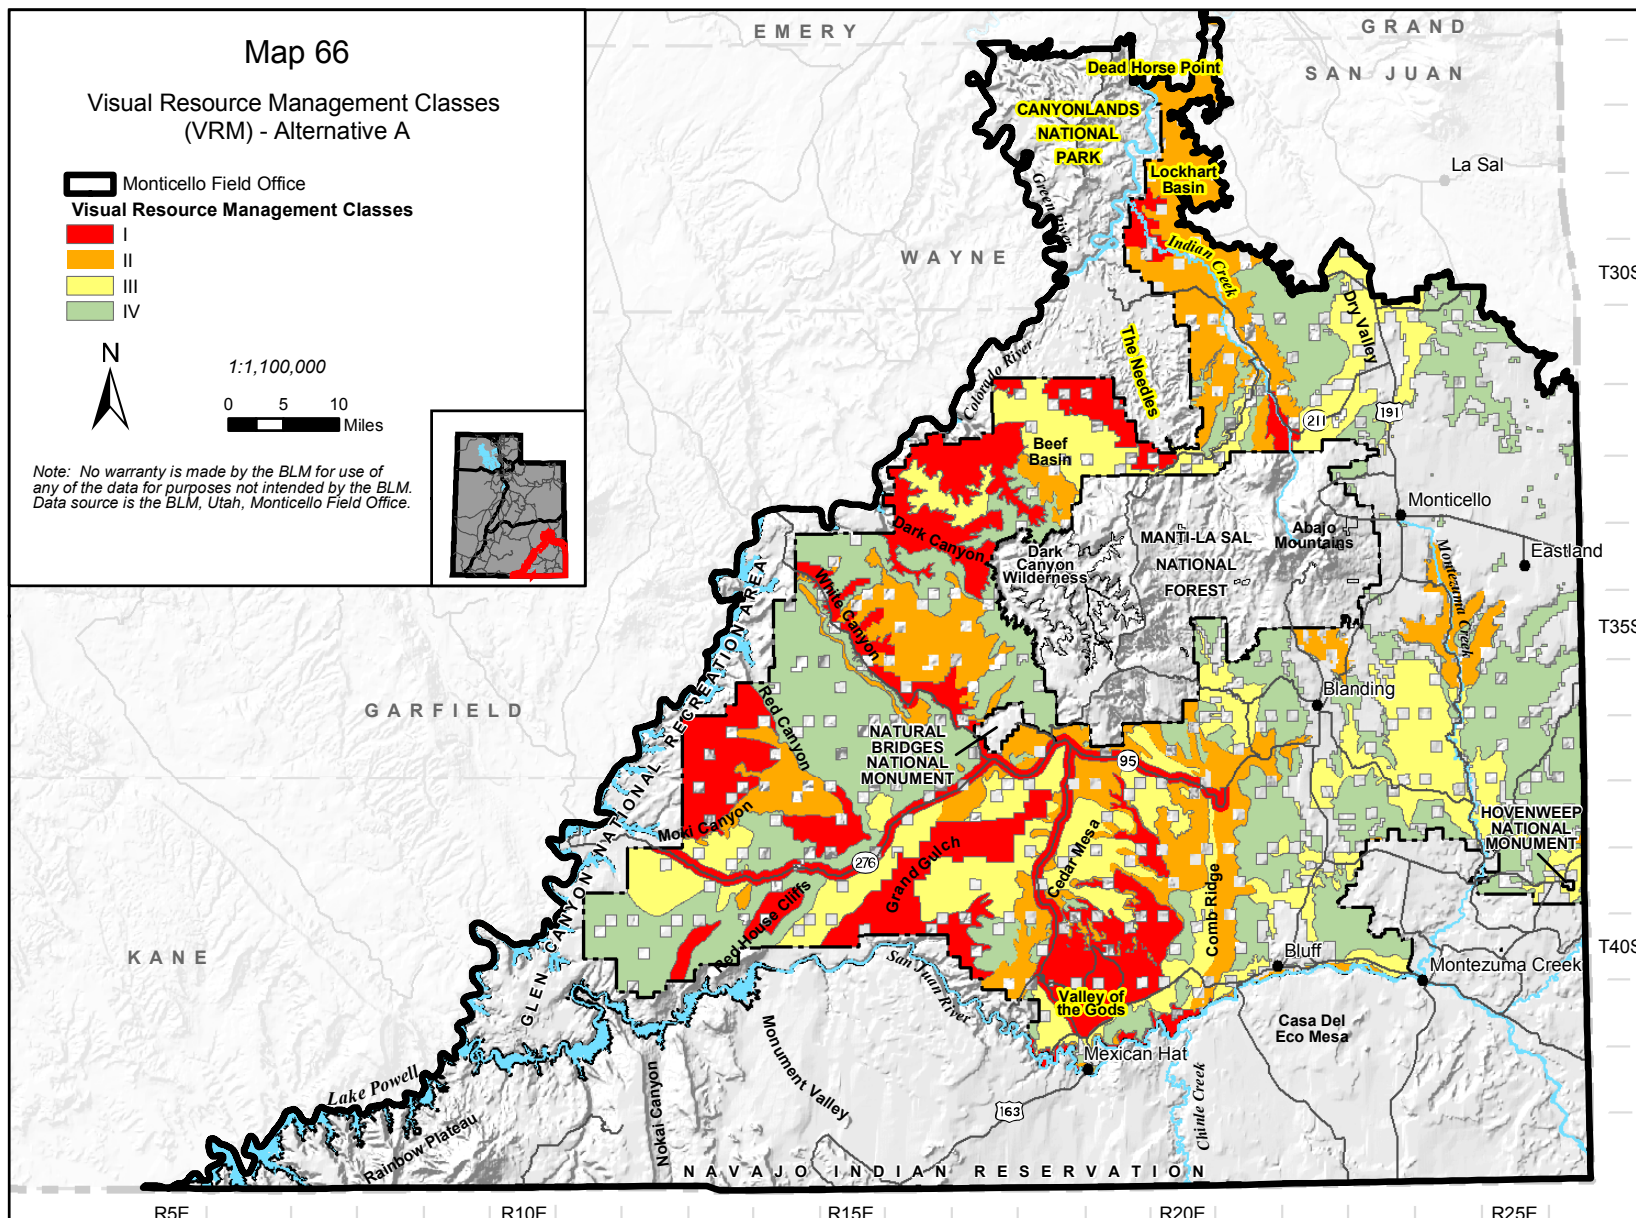 Map 66
Visual Resource Management Classes
(VRM) - Alternative A
Monticello Field Office
Visual Resource Management Classes
I
II
III
IV
N
1:1,100,000
0 5 10
Miles
Note: No warranty is made by the BLM for use of
any of the data for purposes not intended by the BLM.
Data source is the BLM, Utah, Monticello Field Office.
EMERY
GRAND
SAN JUAN
Dead Horse Point
CANYONLANDS
NATIONAL
PARK
La Sal
Lockhart
Basin
Green River
WAYNE
Indian Creek
T30S
Dry Valley
The Needles
Colorado River
211
191
Beef
Basin
Monticello
Dark Canyon
Dark
Canyon
Wilderness
MANTI-LA SAL
NATIONAL
FOREST
Abajo
Mountains
Eastland
Montezuma Creek
White Canyon
T35S
GLEN CANYON NATIONAL RECREATION AREA
Red Canyon
GARFIELD
Blanding
NATURAL
BRIDGES
NATIONAL
MONUMENT
95
Moki Canyon
HOVENWEEP
NATIONAL
MONUMENT
276
Grand Gulch
Cedar Mesa
Comb Ridge
Red House Cliffs
KANE
San Juan River
Bluff
T40S
Montezuma Creek
Valley of
the Gods
Casa Del
Eco Mesa
Mexican Hat
Monument Valley
Lake Powell
Nokai Canyon
Chinle Creek
163
Rainbow Plateau
NAVAJO INDIAN RESERVATION
R5E R10E R15E R20E R25E